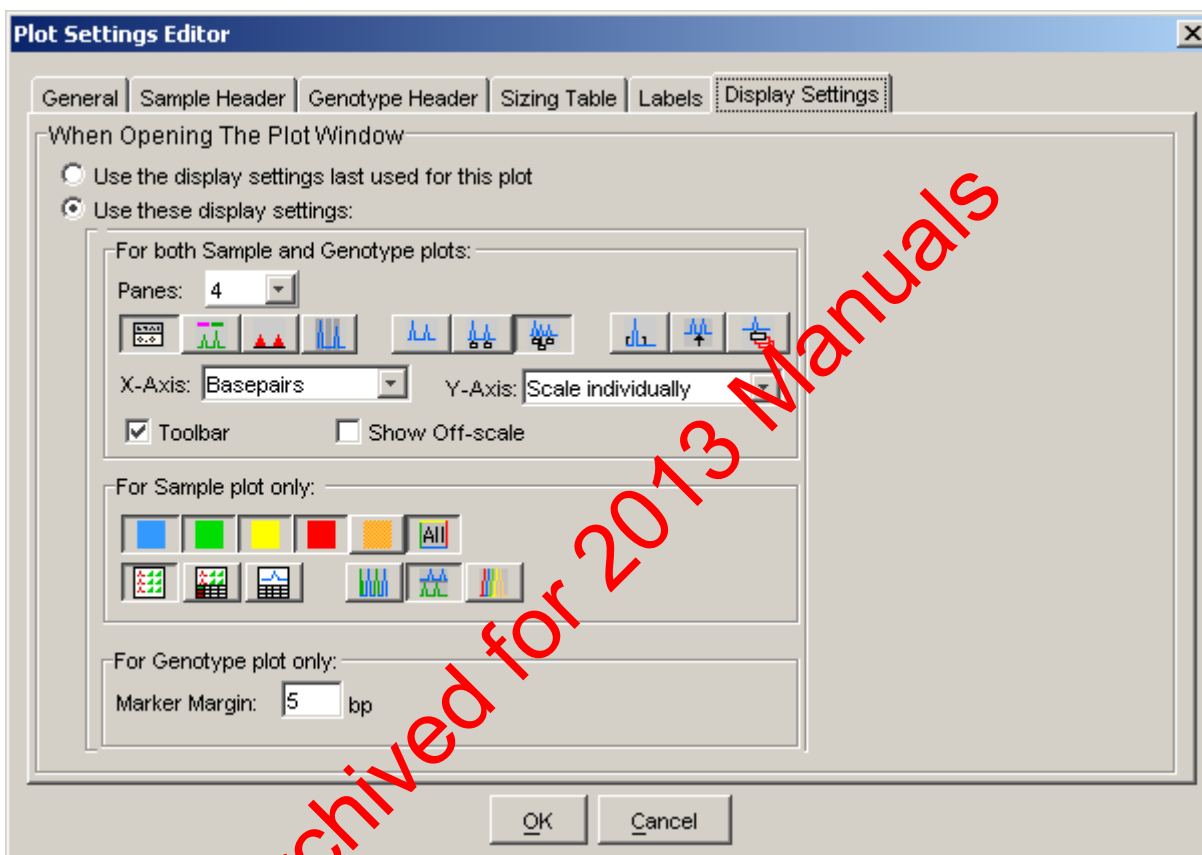 Plot Settings Editor
General Sample Header Genotype Header Sizing Table Labels Display Settings
When Opening The Plot Window
Use the display settings last used for this plot
Use these display settings:
For both Sample and Genotype plots:
Panes: 4
X-Axis: Basepairs Y-Axis: Scale individually
Toolbar Show Off-scale
For Sample plot only:
All
For Genotype plot only:
Marker Margin: 5 bp
OK Cancel
chived for 2013 Manuals